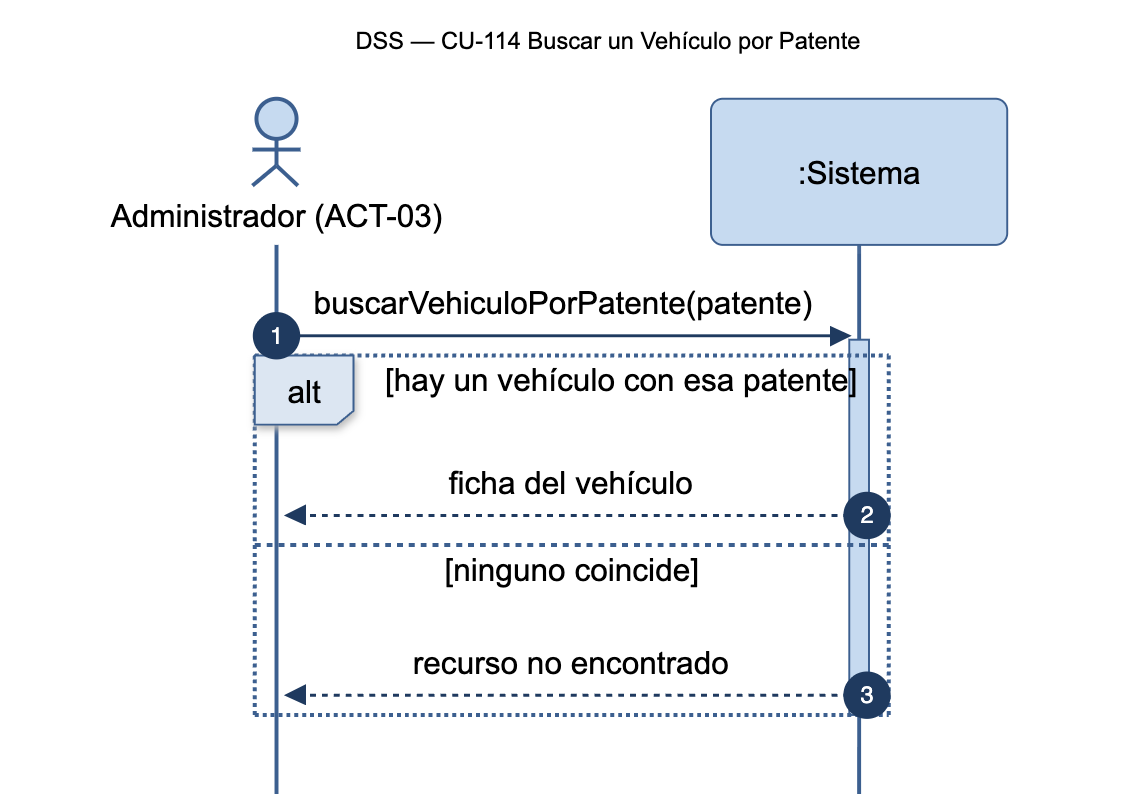 DSS — CU-114 Buscar un Vehículo por Patente
:Sistema
Administrador (ACT-03)
buscarVehiculoPorPatente(patente)
1
alt
[hay un vehículo con esa patente]
ficha del vehículo
2
[ninguno coincide]
recurso no encontrado
3